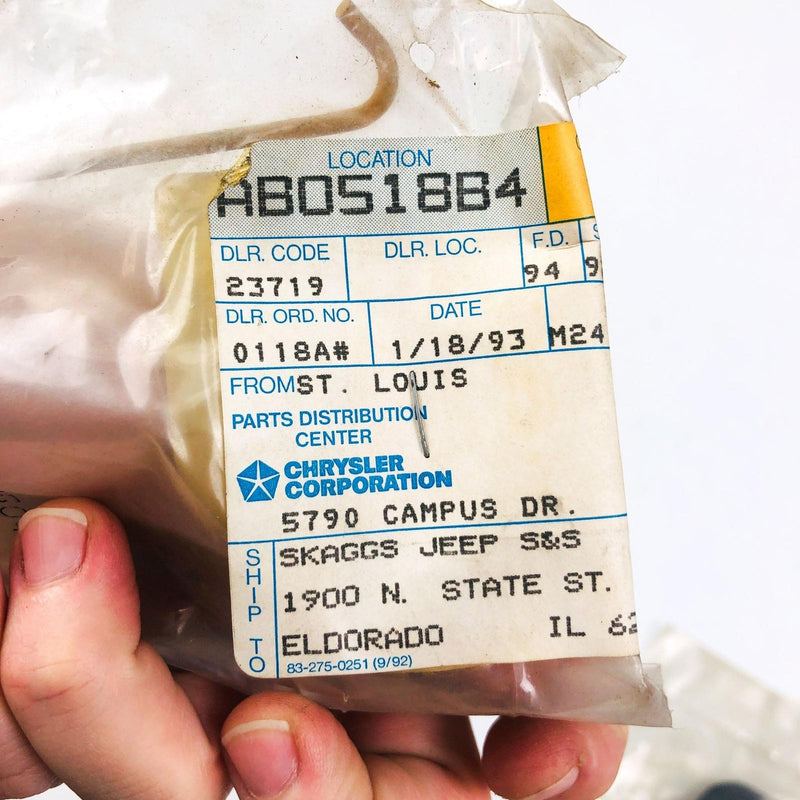 LOCATION
AB0518B4
DLR. CODE DLR. LOC. F.D.
23719 94
DLR. ORD. NO. DATE
0118A# 1/18/93 M24
FROM ST. LOUIS
PARTS DISTRIBUTION
CENTER
CHRYSLER
CORPORATION
5790 CAMPUS DR.
SHIP TO
SKAGGS JEEP S&S
1900 N. STATE ST.
ELDORADO IL 62
83-275-0251 (9/92)